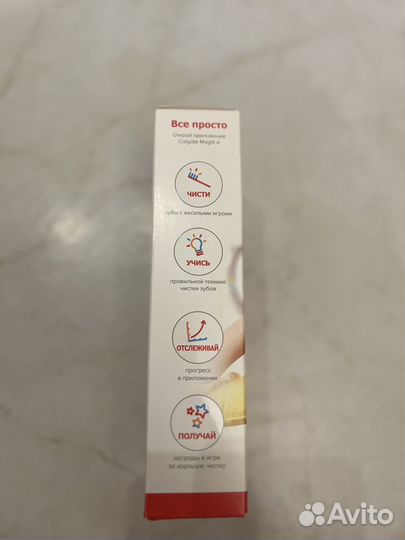 Все просто
Открой приложение
Colgate Magik и
ЧИСТИ
зубы с веселыми играми
УЧИСЬ
правильной технике
чистки зубов
ОТСЛЕЖИВАЙ
прогресс
в приложении
ПОЛУЧАЙ
награды в игре
за хорошую чистку
Avito